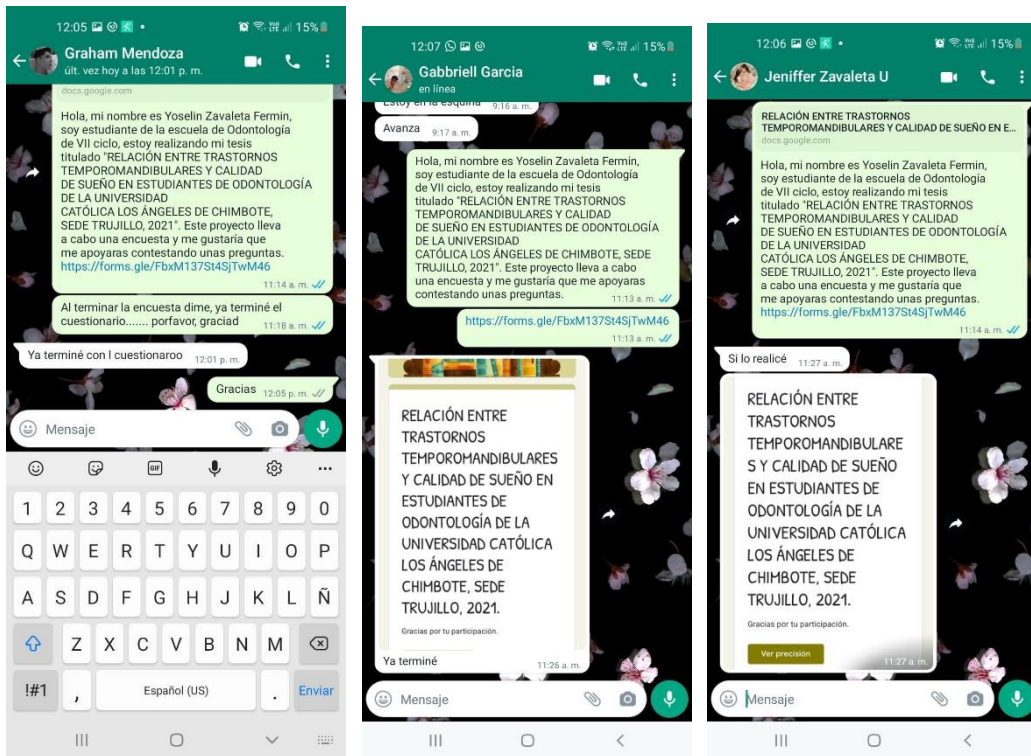 12:05
15%
Graham Mendoza
últ. vez hoy a las 12:01 p. m.
docs.google.com
Hola, mi nombre es Yoselin Zavaleta Fermin,
soy estudiante de la escuela de Odontología
de VII ciclo, estoy realizando mi tesis
titulado "RELACIÓN ENTRE TRASTORNOS
TEMPOROMANDIBULARES Y CALIDAD
DE SUEÑO EN ESTUDIANTES DE ODONTOLOGÍA
DE LA UNIVERSIDAD
CATÓLICA LOS ÁNGELES DE CHIMBOTE,
SEDE TRUJILLO, 2021". Este proyecto lleva
a cabo una encuesta y me gustaría que
me apoyaras contestando unas preguntas.
https://forms.gle/FbxM137St4SjTwM46
11:14 a. m.
Al terminar la encuesta dime, ya terminé el
cuestionario....... porfavor, graciad
11:18 a. m.
Ya terminé con l cuestionaroo
12:01 p. m.
Gracias
12:05 p. m.
Mensaje
GIF
1 2 3 4 5 6 7 8 9 0
Q W E R T Y U I O P
A S D F G H J K L Ñ
Z X C V B N M
!#1 , Español (US) . Enviar
12:07
15%
Gabbriell Garcia
en línea
Estoy en la esquina
9:16 a. m.
Avanza
9:17 a. m.
Hola, mi nombre es Yoselin Zavaleta Fermin,
soy estudiante de la escuela de Odontología
de VII ciclo, estoy realizando mi tesis
titulado "RELACIÓN ENTRE TRASTORNOS
TEMPOROMANDIBULARES Y CALIDAD
DE SUEÑO EN ESTUDIANTES DE ODONTOLOGÍA
DE LA UNIVERSIDAD
CATÓLICA LOS ÁNGELES DE CHIMBOTE, SEDE
TRUJILLO, 2021". Este proyecto lleva a cabo
una encuesta y me gustaría que me apoyaras
contestando unas preguntas.
11:13 a. m.
https://forms.gle/FbxM137St4SjTwM46
11:13 a. m.
RELACIÓN ENTRE
TRASTORNOS
TEMPOROMANDIBULARES
Y CALIDAD DE SUEÑO EN
ESTUDIANTES DE
ODONTOLOGÍA DE LA
UNIVERSIDAD CATÓLICA
LOS ÁNGELES DE
CHIMBOTE, SEDE
TRUJILLO, 2021.
Gracias por tu participación.
Ya terminé
11:26 a. m.
Mensaje
12:06
15%
Jeniffer Zavaleta U
RELACIÓN ENTRE TRASTORNOS
TEMPOROMANDIBULARES Y CALIDAD DE SUEÑO EN E...
docs.google.com
Hola, mi nombre es Yoselin Zavaleta Fermin,
soy estudiante de la escuela de Odontología
de VII ciclo, estoy realizando mi tesis
titulado "RELACIÓN ENTRE TRASTORNOS
TEMPOROMANDIBULARES Y CALIDAD
DE SUEÑO EN ESTUDIANTES DE ODONTOLOGÍA
DE LA UNIVERSIDAD
CATÓLICA LOS ÁNGELES DE CHIMBOTE,
SEDE TRUJILLO, 2021". Este proyecto lleva
a cabo una encuesta y me gustaría que
me apoyaras contestando unas preguntas.
https://forms.gle/FbxM137St4SjTwM46
11:14 a. m.
Si lo realicé
11:27 a. m.
RELACIÓN ENTRE
TRASTORNOS
TEMPOROMANDIBULARE
S Y CALIDAD DE SUEÑO
EN ESTUDIANTES DE
ODONTOLOGÍA DE LA
UNIVERSIDAD CATÓLICA
LOS ÁNGELES DE
CHIMBOTE, SEDE
TRUJILLO, 2021.
Gracias por tu participación.
Ver precisión
11:27 a. m.
Mensaje